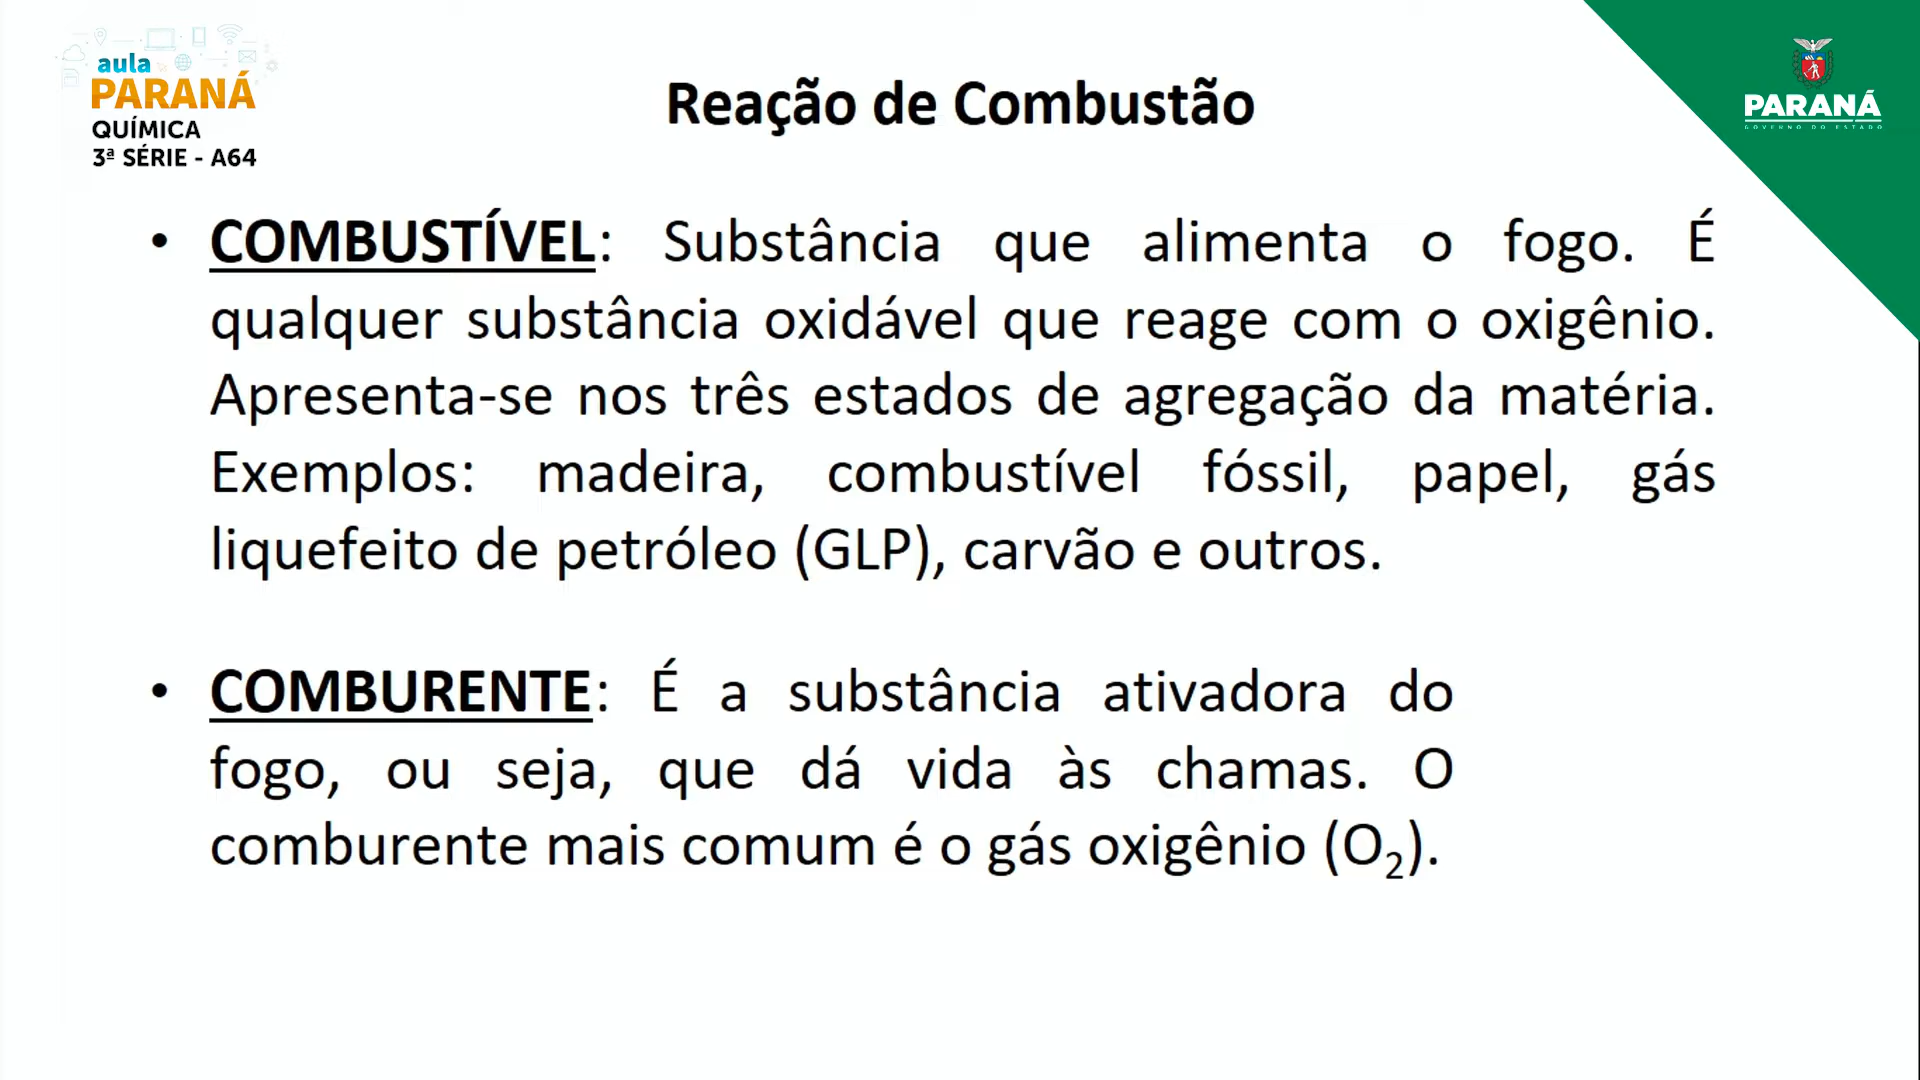 aula
PARANÁ
QUÍMICA
3ª SÉRIE - A64
Reação de Combustão
PARANÁ
GOVERNO DO ESTADO
• COMBUSTÍVEL: Substância que alimenta o fogo. É
qualquer substância oxidável que reage com o oxigênio.
Apresenta-se nos três estados de agregação da matéria.
Exemplos: madeira, combustível fóssil, papel, gás
liquefeito de petróleo (GLP), carvão e outros.
• COMBURENTE: É a substância ativadora do
fogo, ou seja, que dá vida às chamas. O
comburente mais comum é o gás oxigênio (O₂).